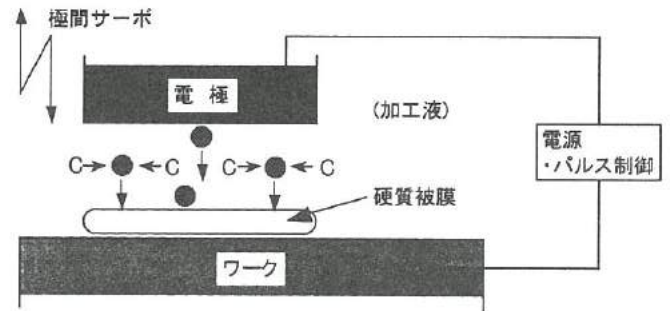 極間サーボ
電 極
(加工液)
電源
・パルス制御
C C C C
硬質被膜
ワーク